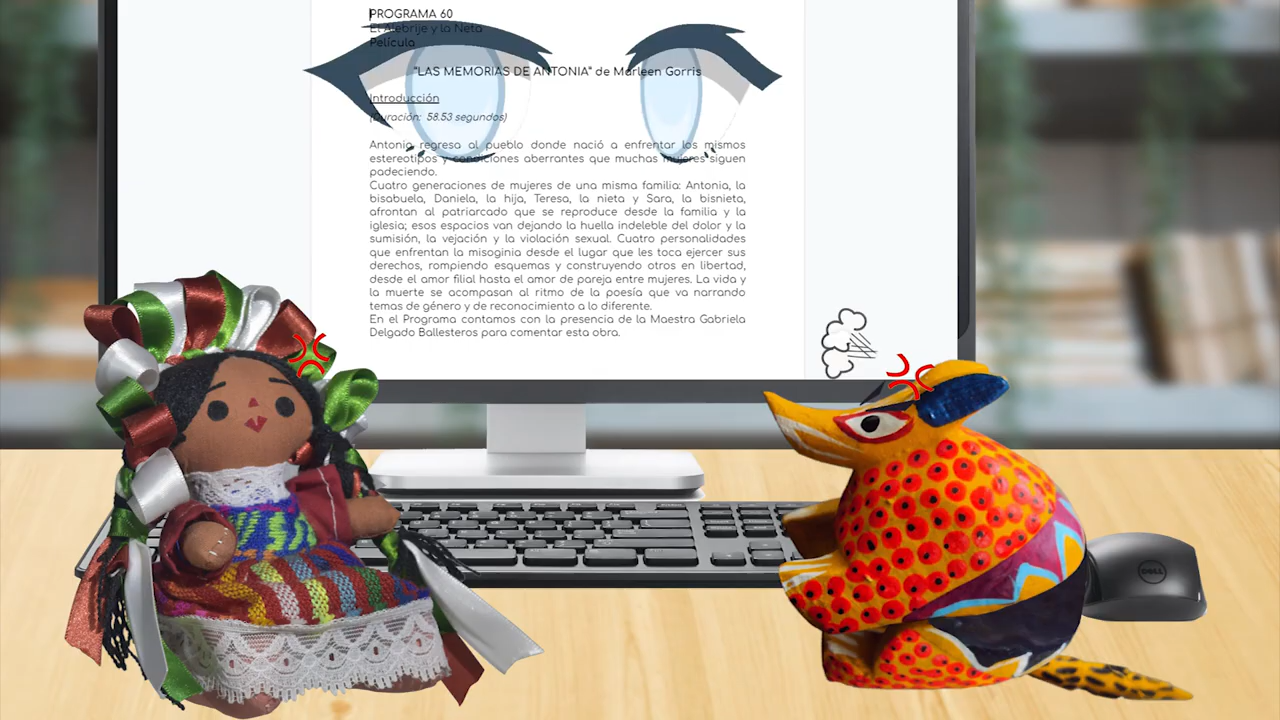 PROGRAMA 60
El Alebrije y la Neta
Película
"LAS MEMORIAS DE ANTONIA" de Marleen Gorris
Introducción
(Duración: 58.53 segundos)
Antonia regresa al pueblo donde nació a enfrentar los mismos
estereotipos y condiciones aberrantes que muchas mujeres siguen
padeciendo.
Cuatro generaciones de mujeres de una misma familia: Antonia, la
bisabuela, Daniela, la hija, Teresa, la nieta y Sara, la bisnieta,
afrontan al patriarcado que se reproduce desde la familia y la
iglesia; esos espacios van dejando la huella indeleble del dolor y la
sumisión, la vejación y la violación sexual. Cuatro personalidades
que enfrentan la misoginia desde el lugar que les toca ejercer sus
derechos, rompiendo esquemas y construyendo otros en libertad,
desde el amor filial hasta el amor de pareja entre mujeres. La vida y
la muerte se acompasan al ritmo de la poesía que va narrando
temas de género y de reconocimiento a lo diferente.
En el Programa contamos con la presencia de la Maestra Gabriela
Delgado Ballesteros para comentar esta obra.
DELL